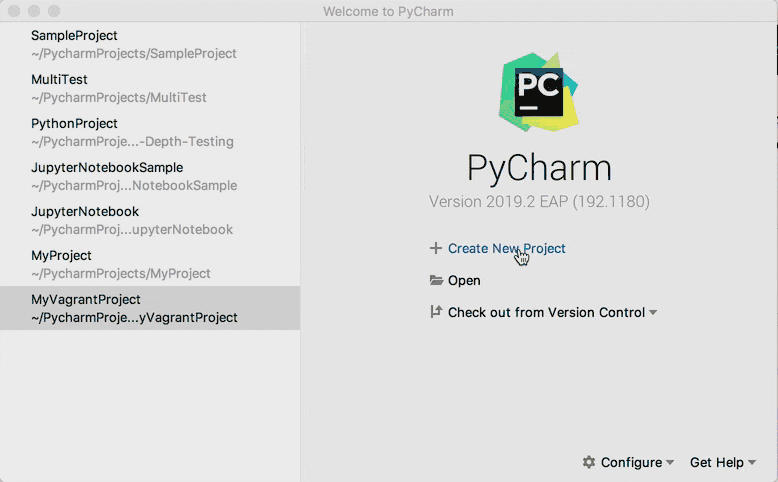 Welcome to PyCharm
SampleProject
~/PycharmProjects/SampleProject
MultiTest
~/PycharmProjects/MultiTest
PythonProject
~/PycharmProje...-Depth-Testing
JupyterNotebookSample
~/PycharmProj...NotebookSample
JupyterNotebook
~/PycharmProj...upyterNotebook
MyProject
~/PycharmProjects/MyProject
MyVagrantProject
~/PycharmProje...yVagrantProject
PC
PyCharm
Version 2019.2 EAP (192.1180)
Create New Project
Open
Check out from Version Control
Configure
Get Help